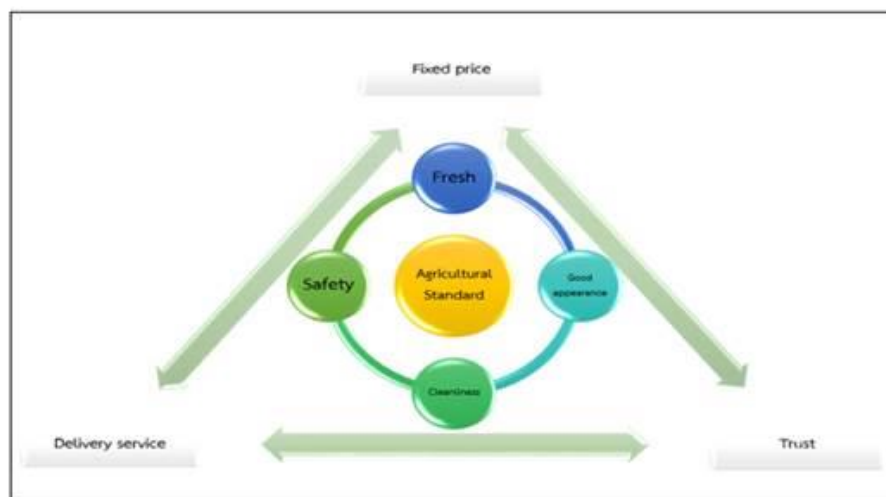 Fixed price
Fresh
Safety
Agricultural
Standard
Good
appearance
Cleanliness
Delivery service
Trust